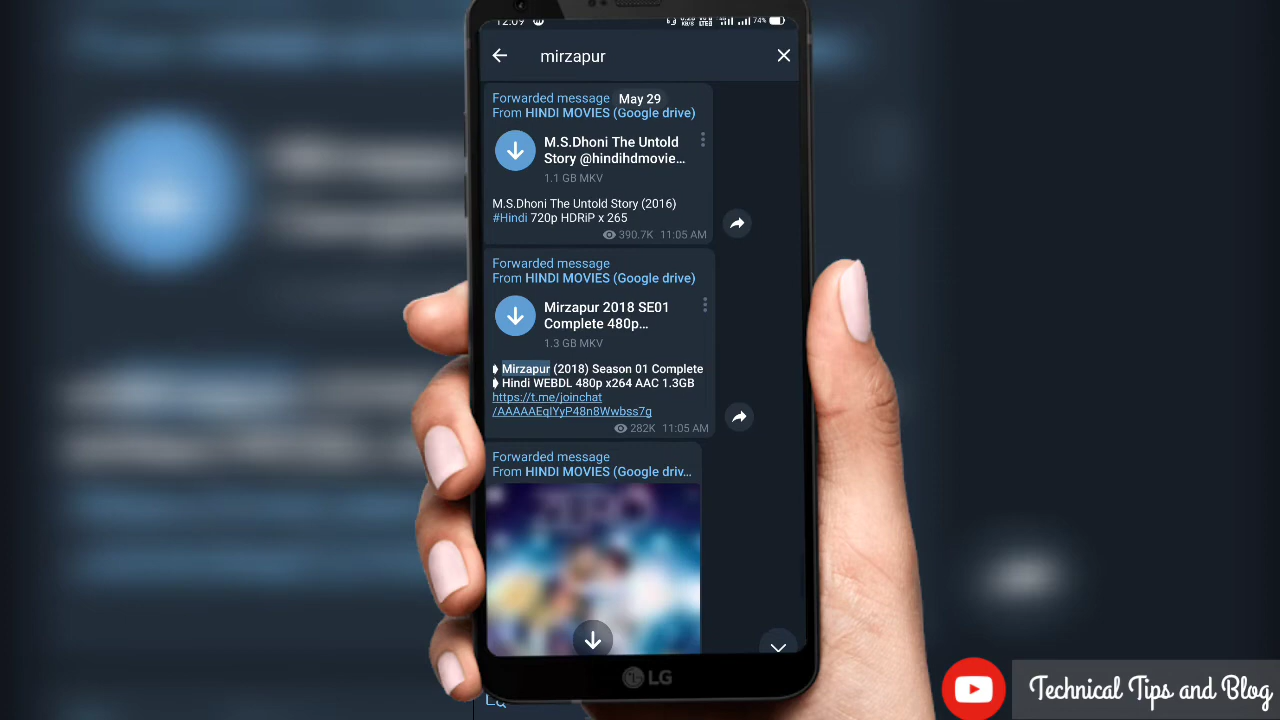 12:09
74%
mirzapur
Forwarded message
May 29
From HINDI MOVIES (Google drive)
M.S.Dhoni The Untold
Story @hindihdmovie...
1.1 GB MKV
M.S.Dhoni The Untold Story (2016)
#Hindi 720p HDRiP x 265
390.7K 11:05 AM
Forwarded message
From HINDI MOVIES (Google drive)
Mirzapur 2018 SE01
Complete 480p...
1.3 GB MKV
Mirzapur (2018) Season 01 Complete
Hindi WEBDL 480p x264 AAC 1.3GB
https://t.me/joinchat
/AAAAAEqIYyP48n8Wwbss7g
282K 11:05 AM
Forwarded message
From HINDI MOVIES (Google driv...
ZERO
LG
Technical Tips and Blog